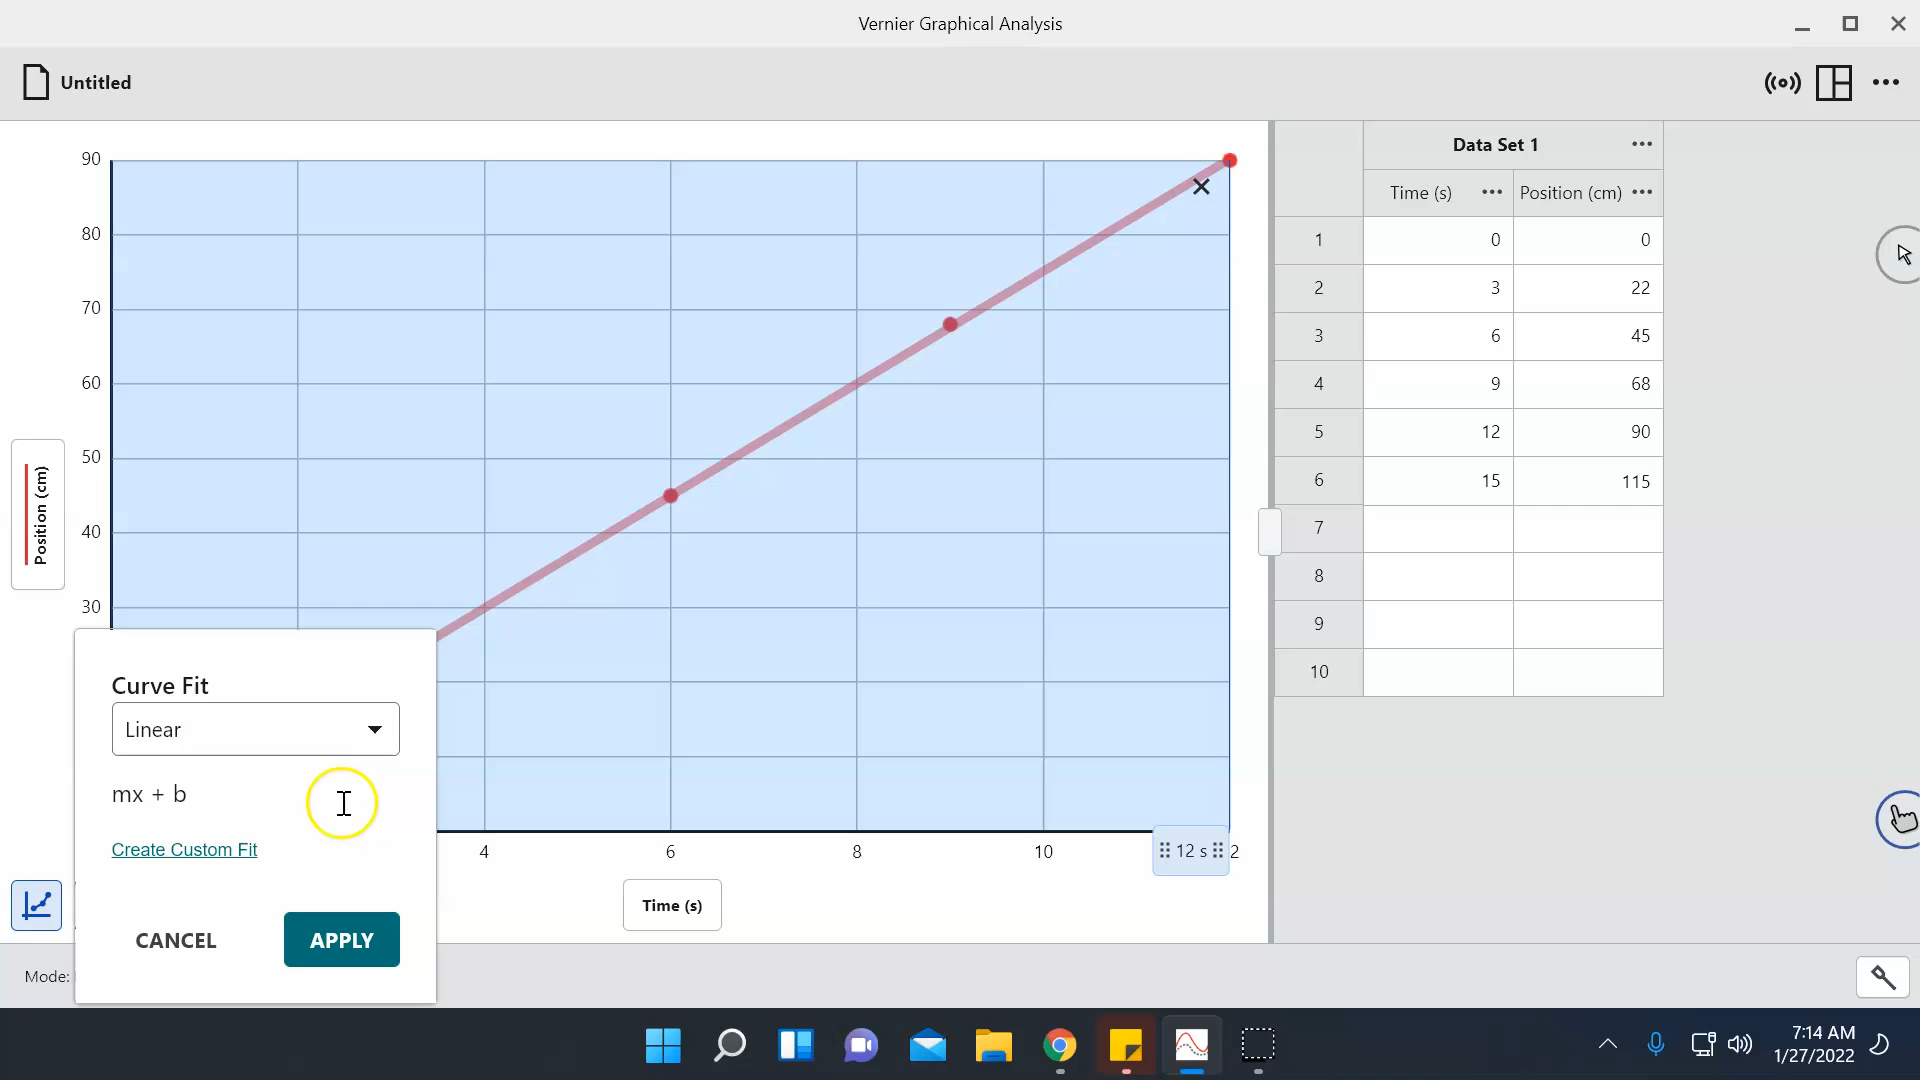 Vernier Graphical Analysis
Untitled
90
80
70
60
50
40
30
Position (cm)
4
6
8
10
12 s
2
Time (s)
Data Set 1
Time (s)
Position (cm)
1 0 0
2 3 22
3 6 45
4 9 68
5 12 90
6 15 115
7
8
9
10
Curve Fit
Linear
mx + b
Create Custom Fit
CANCEL
APPLY
Mode:
7:14 AM
1/27/2022